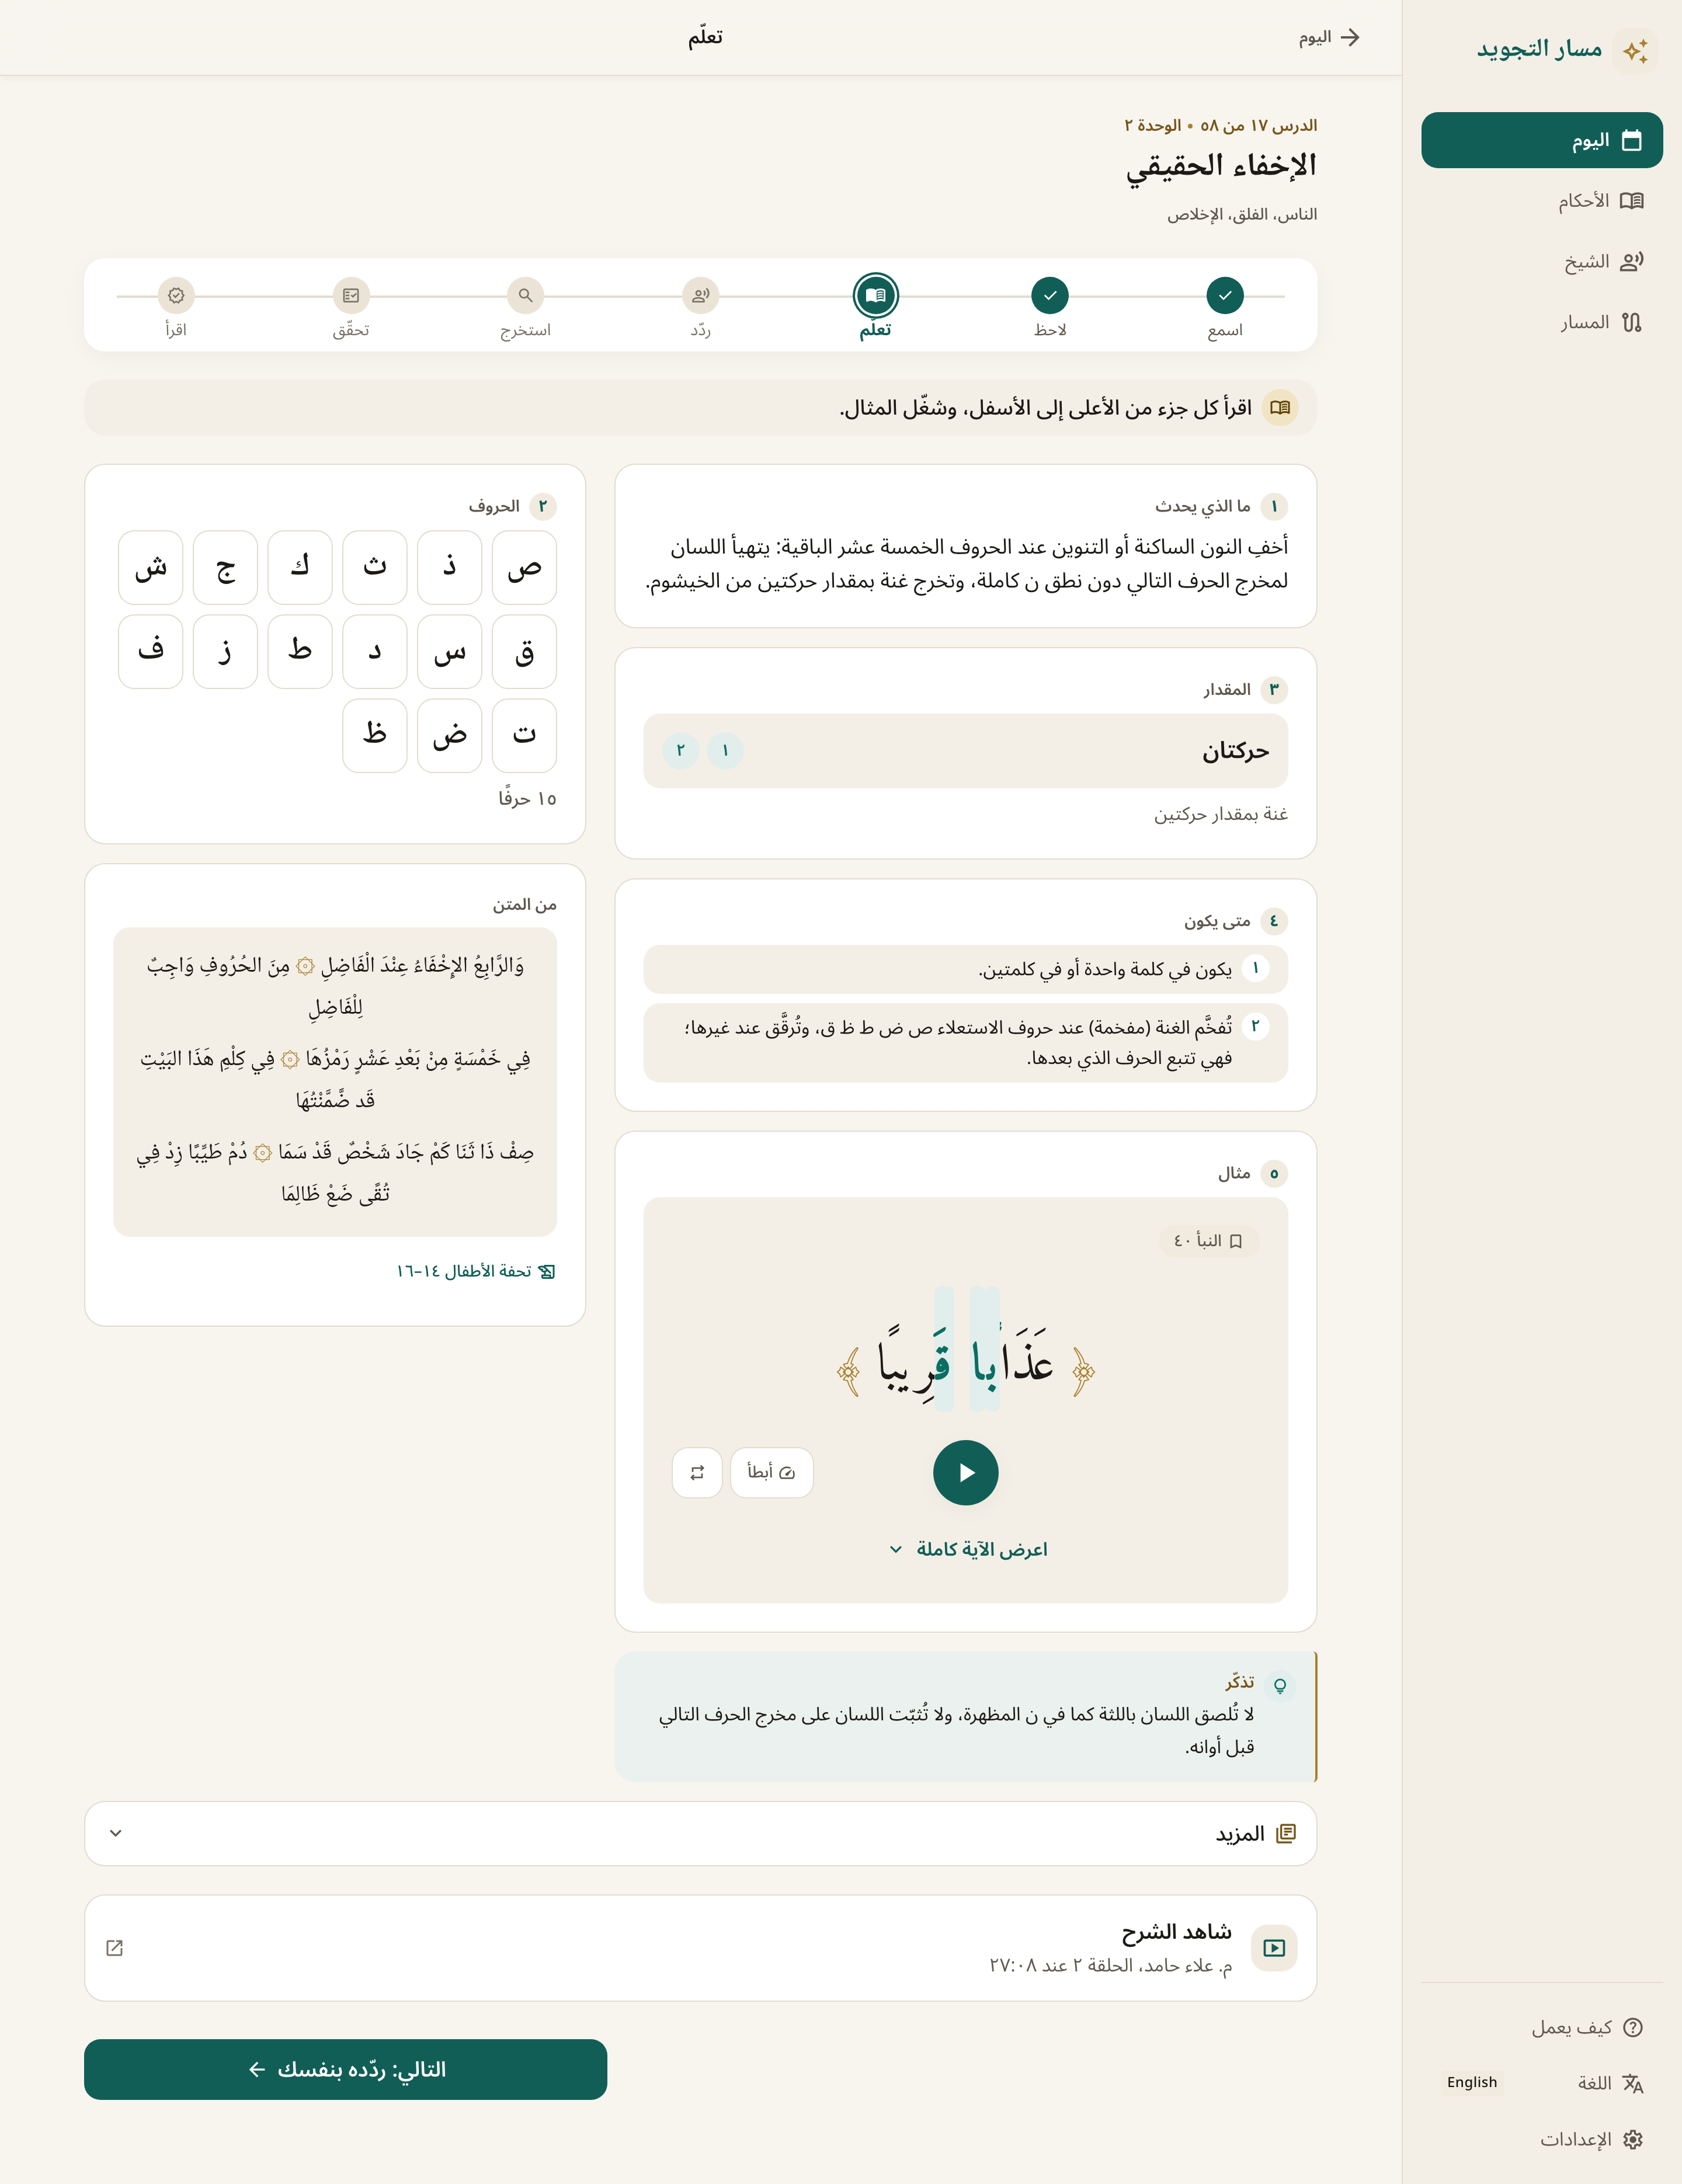 مسار التجويد
اليوم
الأحكام
الشيخ
المسار
كيف يعمل
اللغة English
الإعدادات
اليوم
تعلّم
الدرس ١٧ من ٥٨ • الوحدة ٢
الإخفاء الحقيقي
الناس، الفلق، الإخلاص
اسمع
لاحظ
تعلّم
ردّد
استخرج
تحقّق
اقرأ
اقرأ كل جزء من الأعلى إلى الأسفل، وشغّل المثال.
١ ما الذي يحدث
أخفِ النون الساكنة أو التنوين عند الحروف الخمسة عشر الباقية: يتهيأ اللسان
لمخرج الحرف التالي دون نطق ن كاملة، وتخرج غنة بمقدار حركتين من الخيشوم.
٢ الحروف
ص ذ ث ك ج ش
ق س د ط ز ف
ت ض ظ
١٥ حرفًا
٣ المقدار
حركتان ١ ٢
غنة بمقدار حركتين
٤ متى يكون
١ يكون في كلمة واحدة أو في كلمتين.
٢ تُفخَّم الغنة (مفخمة) عند حروف الاستعلاء ص ض ط ظ ق، وتُرقَّق عند غيرها؛
فهي تتبع الحرف الذي بعدها.
من المتن
وَالرَّابِعُ الإِخْفَاءُ عِنْدَ الْفَاضِلِ ۞ مِنَ الحُرُوفِ وَاجِبٌ
لِلْفَاضِلِ
فِي خَمْسَةٍ مِنْ بَعْدِ عَشْرٍ رَمْزُهَا ۞ فِي كِلْمِ هَذَا البَيْتِ
قَد ضَّمَّنْتُهَا
صِفْ ذَا ثَنَا كَمْ جَادَ شَخْصٌ قَدْ سَمَا ۞ دُمْ طَيِّبًا زِدْ فِي
تُقًى ضَعْ ظَالِمَا
تحفة الأطفال ١٤–١٦
٥ مثال
النبأ ٤٠
﴿ عَذَابًا قَرِيبًا ﴾
أبطأ
اعرض الآية كاملة
تذكّر
لا تُلصق اللسان باللثة كما في ن المظهرة، ولا تُثبّت اللسان على مخرج الحرف التالي
قبل أوانه.
المزيد
شاهد الشرح
م. علاء حامد، الحلقة ٢ عند ٢٧:٠٨
التالي: ردّده بنفسك